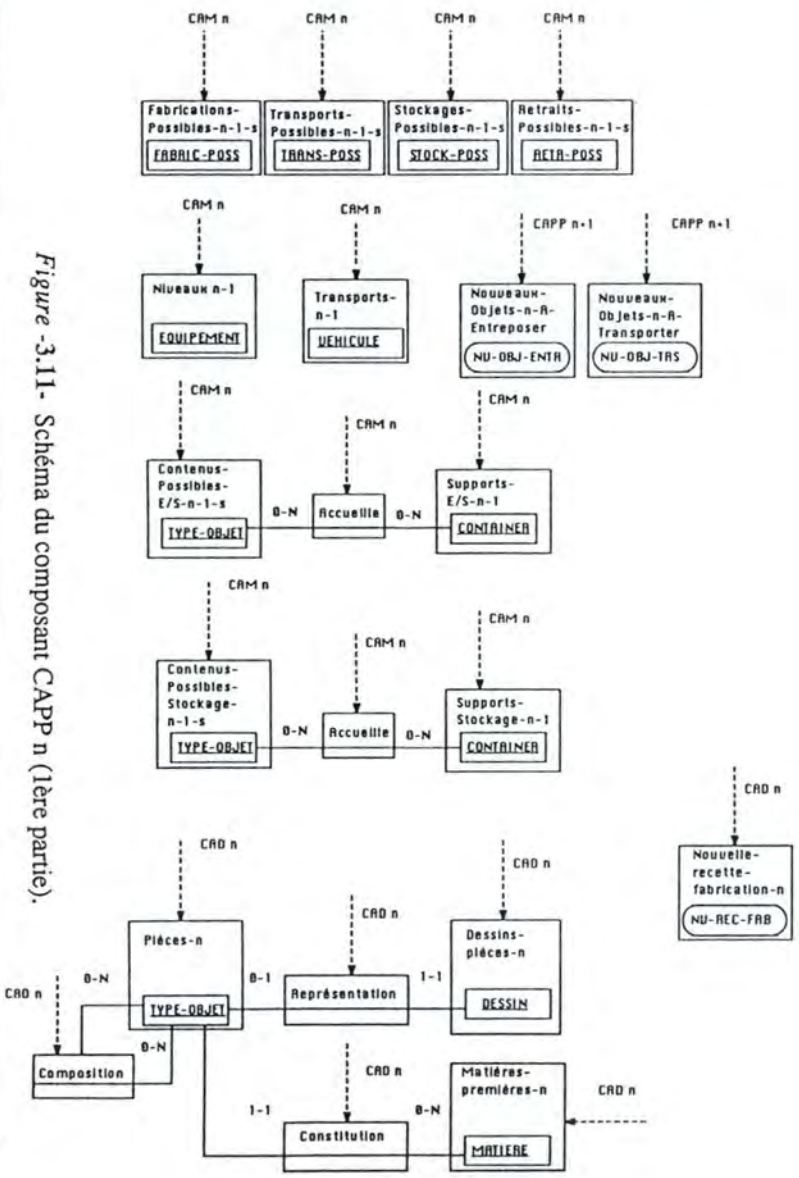 CAM n
CAM n
CAM n
CAM n
Fabrications-
Possibles-n-1-s
FABRIC-POSS
Transports-
Possibles-n-1-s
TRANS-POSS
Stockages-
Possibles-n-1-s
STOCK-POSS
Retraits-
Possibles-n-1-s
RETR-POSS
CAM n
CAM n
CAPP n+1
CAPP n+1
Niveaux n-1
EQUIPEMENT
Transports-
n-1
VEHICULE
Nouveaux-
Objets-n-A-
Entreposer
NU-OBJ-ENTR
Nouveaux-
Objets-n-A-
Transporter
NU-OBJ-TRS
CAM n
CAM n
CAM n
Contenus-
Possibles-
E/S-n-1-s
TYPE-OBJET
0-N
Accueille
0-N
Supports-
E/S-n-1
CONTAINER
CAM n
CAM n
CAM n
Contenus-
Possibles-
Stockage-
n-1-s
TYPE-OBJET
0-N
Accueille
0-N
Supports-
Stockage-n-1
CONTAINER
CAD n
Nouvelle-
recette-
fabrication-n
NU-REC-FAB
CAD n
CAD n
CAD n
Pièces-n
TYPE-OBJET
0-1
Représentation
1-1
Dessins-
pièces-n
DESSIN
CAD n
0-N
0-N
Composition
CAD n
1-1
Constitution
0-N
Matières-
premières-n
MATIERE
CAD n
Figure -3.11- Schéma du composant CAPP n (1ère partie).